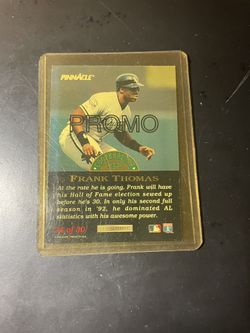 PINNACLE
PROMO
FRANK THOMAS
At the rate he is going, Frank will have
his Hall of Fame election sewed up
before he's 30. In only his second full
season in '92, he dominated AL
statistics with his awesome power.